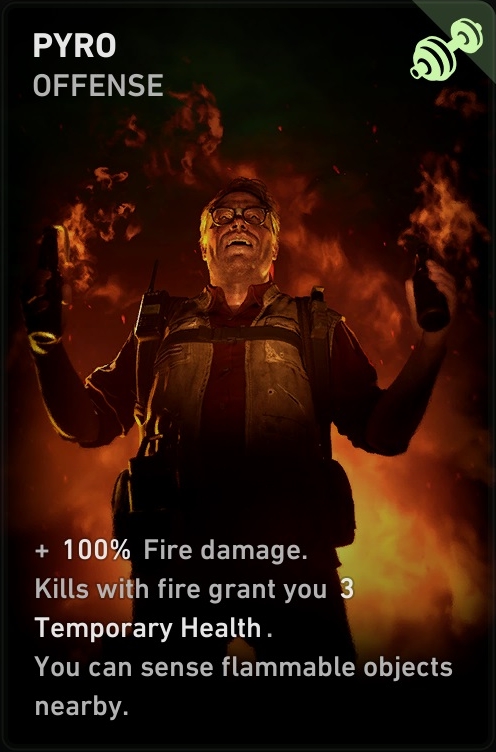 PYRO
OFFENSE
+ 100% Fire damage.
Kills with fire grant you 3
Temporary Health.
You can sense flammable objects
nearby.